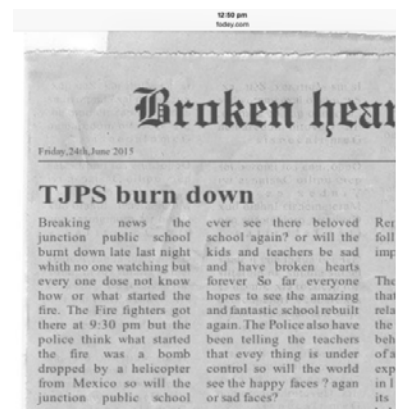 12:50 pm
fodey.com
Broken hear
Friday,24th,June 2015
TJPS burn down
Breaking news the
junction public school
burnt down late last night
whith no one watching but
every one dose not know
how or what started the
fire. The Fire fighters got
there at 9:30 pm but the
police think what started
the fire was a bomb
dropped by a helicopter
from Mexico so will the
junction public school
ever see there beloved
school again? or will the
kids and teachers be sad
and have broken hearts
forever So far everyone
hopes to see the amazing
and fantastic school rebuilt
again. The Police also have
been telling the teachers
that evey thing is under
control so will the world
see the happy faces ? agan
or sad faces?
Rer
foll
imp
The
that
rela
the
beh
of a
exp
in l
its